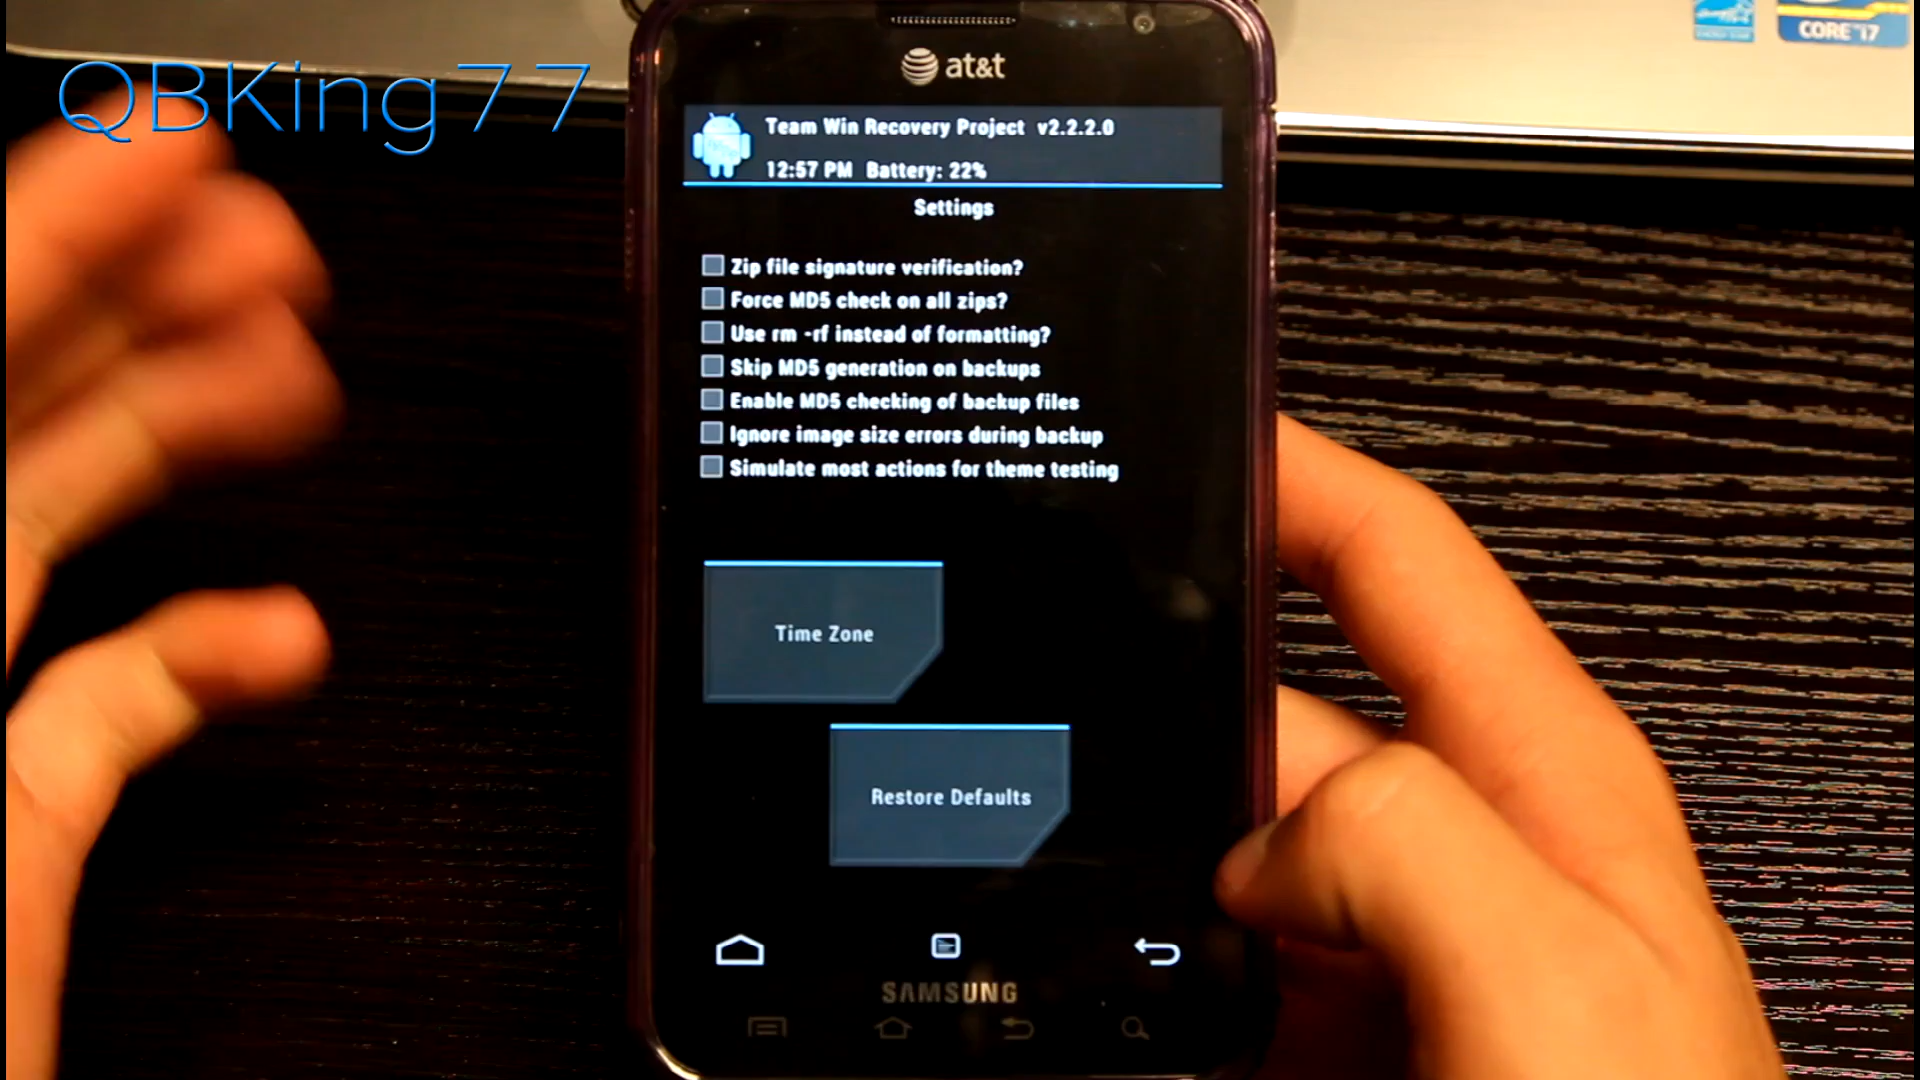 QBKing77
CORE i7
at&t
Team Win Recovery Project v2.2.2.0
12:57 PM Battery: 22%
Settings
Zip file signature verification?
Force MD5 check on all zips?
Use rm -rf instead of formatting?
Skip MD5 generation on backups
Enable MD5 checking of backup files
Ignore image size errors during backup
Simulate most actions for theme testing
Time Zone
Restore Defaults
SAMSUNG